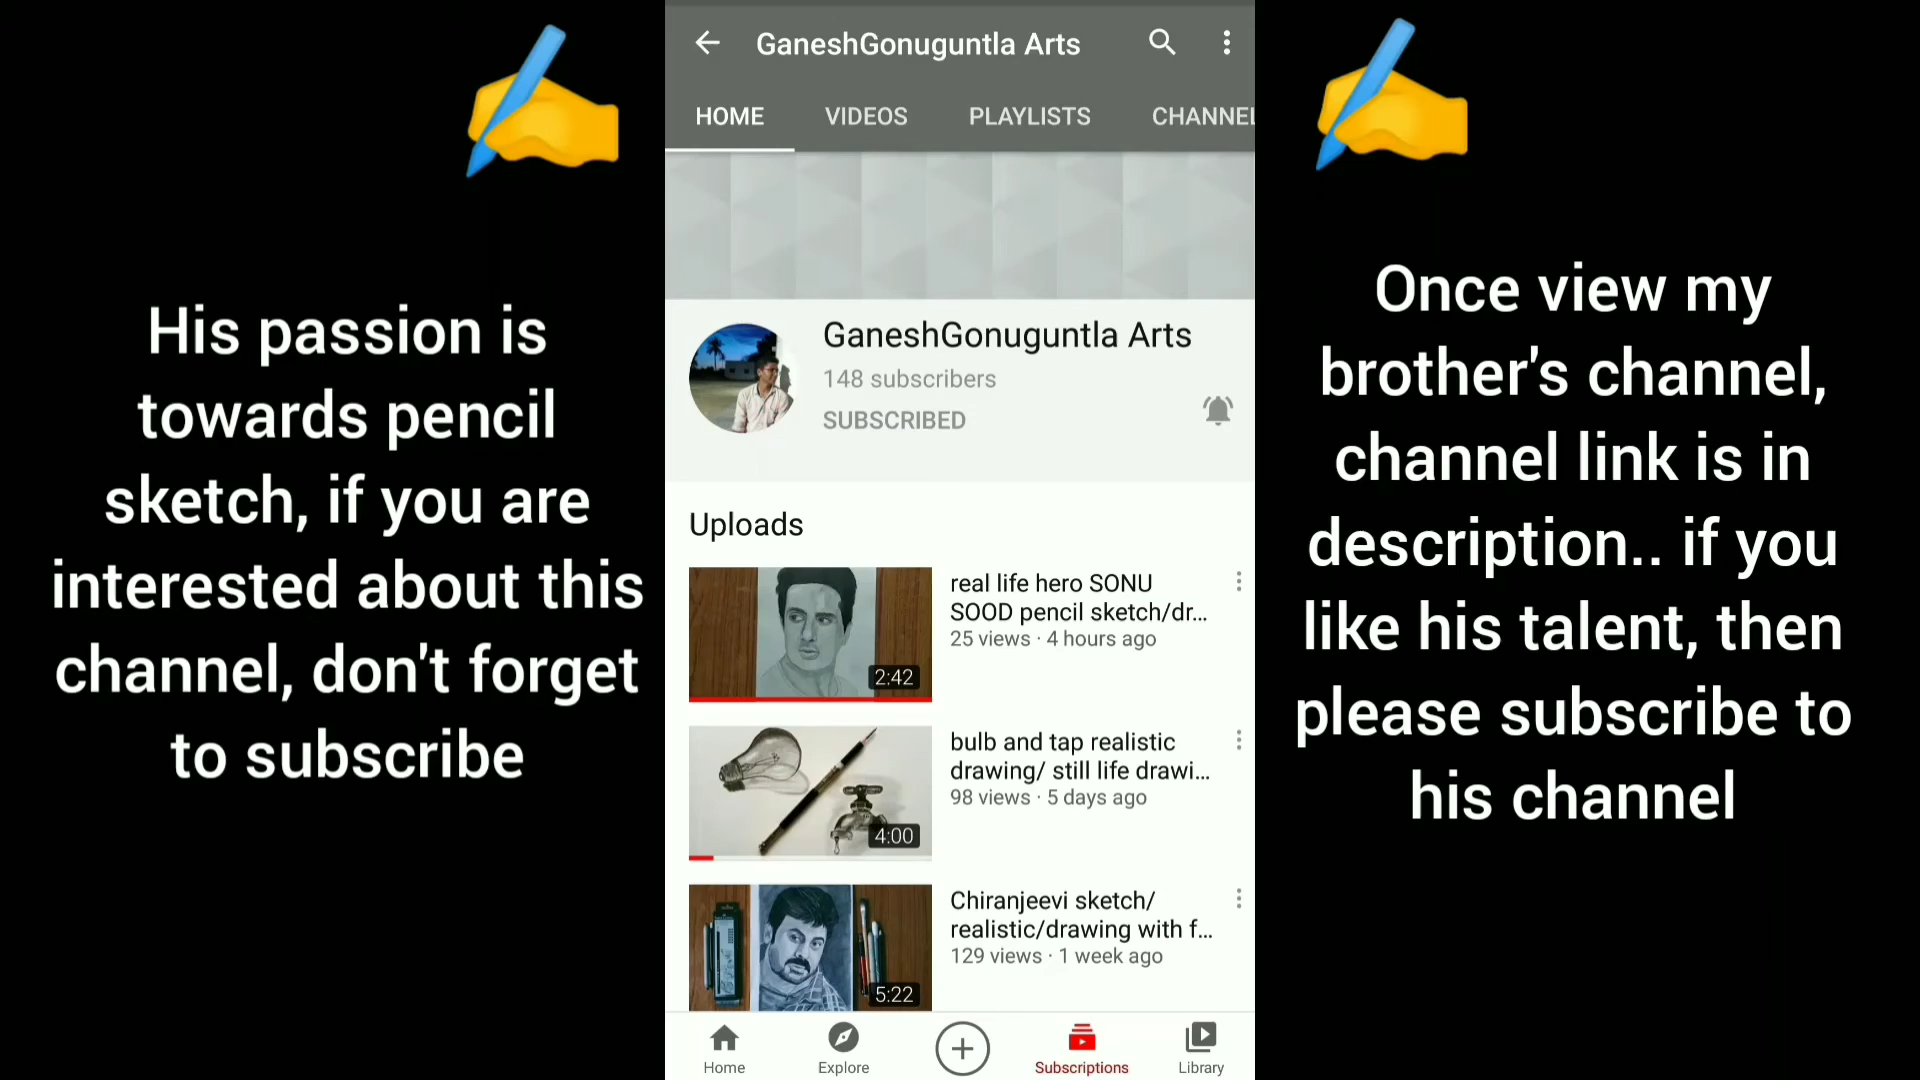 His passion is
towards pencil
sketch, if you are
interested about this
channel, don't forget
to subscribe
GaneshGonuguntla Arts
HOME VIDEOS PLAYLISTS CHANNEL
GaneshGonuguntla Arts
148 subscribers
SUBSCRIBED
Uploads
real life hero SONU
SOOD pencil sketch/dr...
25 views · 4 hours ago
2:42
bulb and tap realistic
drawing/ still life drawi...
98 views · 5 days ago
4:00
Chiranjeevi sketch/
realistic/drawing with f...
129 views · 1 week ago
5:22
Home Explore Subscriptions Library
Once view my
brother's channel,
channel link is in
description.. if you
like his talent, then
please subscribe to
his channel